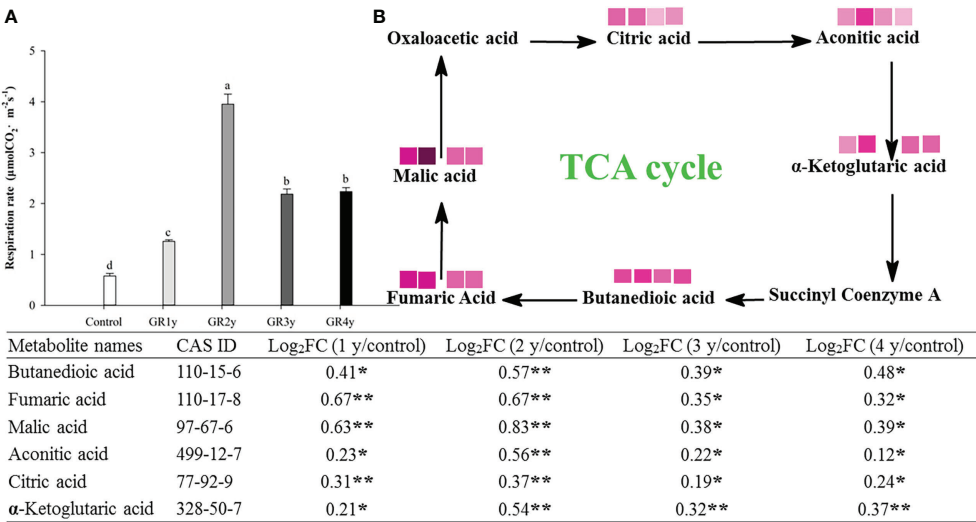 A
Respiration rate (μmolCO₂· m⁻²s⁻¹)
5
4
3
2
1
0
d
c
a
b
b
Control GR1y GR2y GR3y GR4y
B
Oxaloacetic acid
Citric acid
Aconitic acid
Malic acid
TCA cycle
α-Ketoglutaric acid
Fumaric Acid
Butanedioic acid
Succinyl Coenzyme A
Metabolite names CAS ID Log₂FC (1 y/control) Log₂FC (2 y/control) Log₂FC (3 y/control) Log₂FC (4 y/control)
Butanedioic acid 110-15-6 0.41* 0.57** 0.39* 0.48*
Fumaric acid 110-17-8 0.67** 0.67** 0.35* 0.32*
Malic acid 97-67-6 0.63** 0.83** 0.38* 0.39*
Aconitic acid 499-12-7 0.23* 0.56** 0.22* 0.12*
Citric acid 77-92-9 0.31** 0.37** 0.19* 0.24*
α-Ketoglutaric acid 328-50-7 0.21* 0.54** 0.32** 0.37**